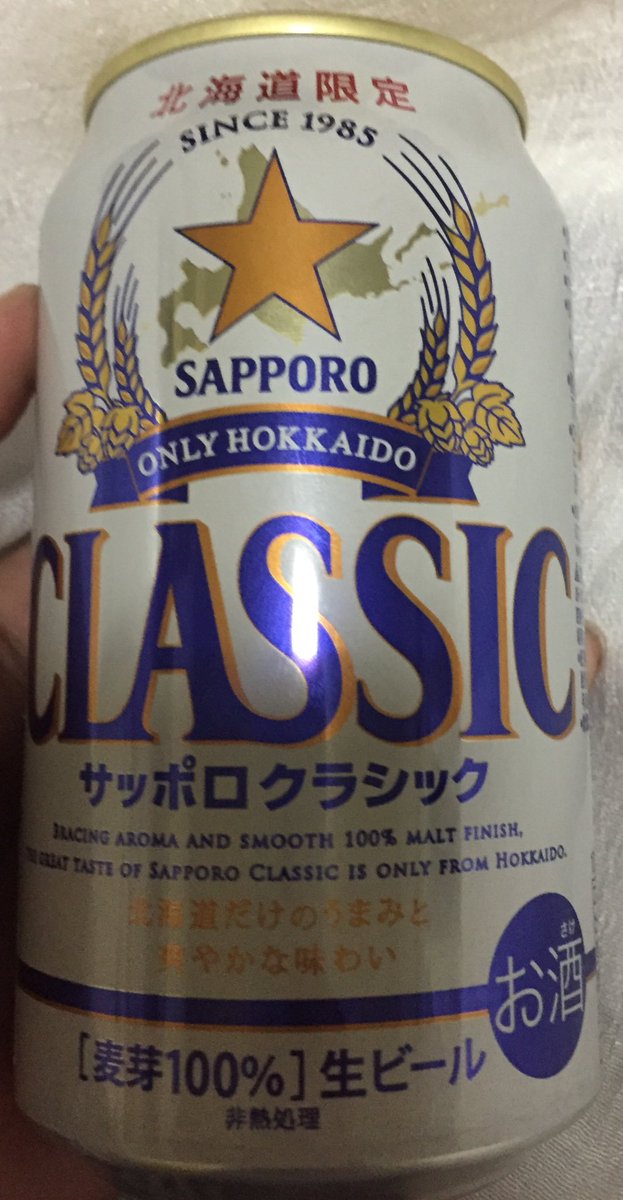 北海道限定
SINCE 1985
SAPPORO
ONLY HOKKAIDO
CLASSIC
サッポロクラシック
BRACING AROMA AND SMOOTH 100% MALT FINISH,
GREAT TASTE OF SAPPORO CLASSIC IS ONLY FROM HOKKAIDO.
北海道だけのうまみと
爽やかな味わい
さけ
お酒
[麦芽100%]生ビール
非熱処理